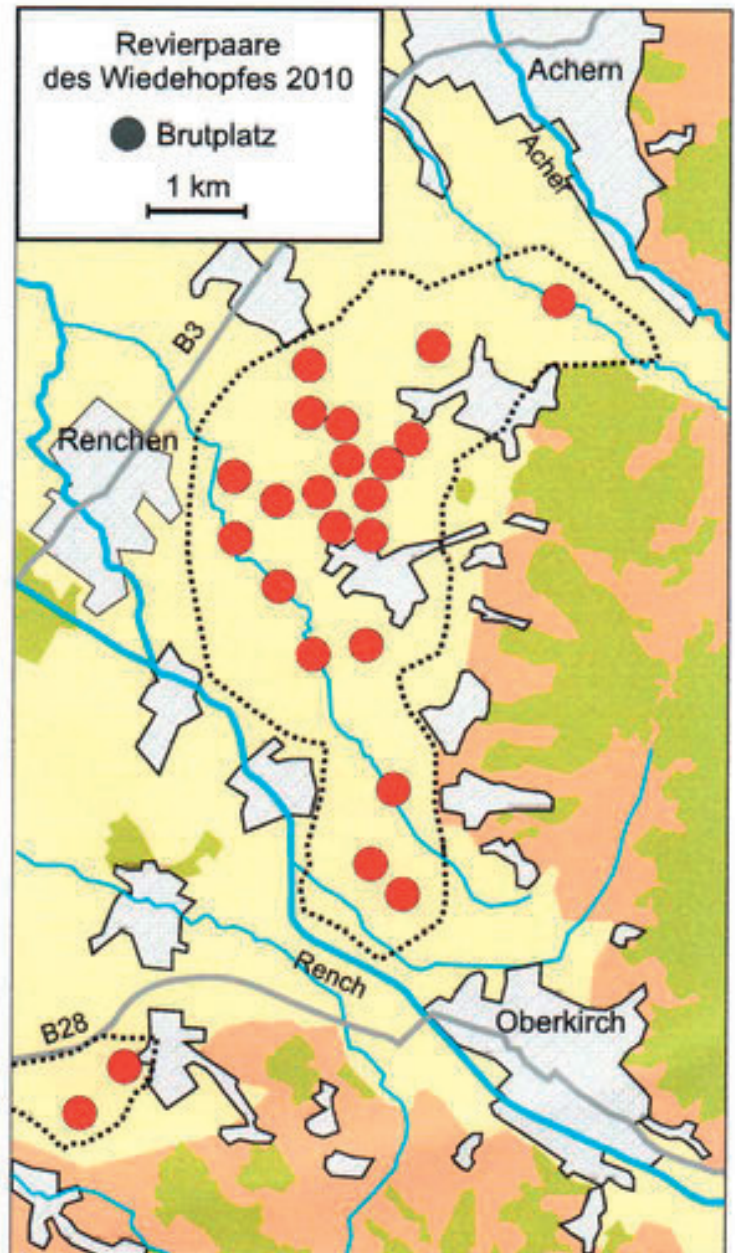 Revierpaare
des Wiedehopfes 2010
Brutplatz
1 km
Achern
Acher
B3
Renchen
Rench
B28
Oberkirch